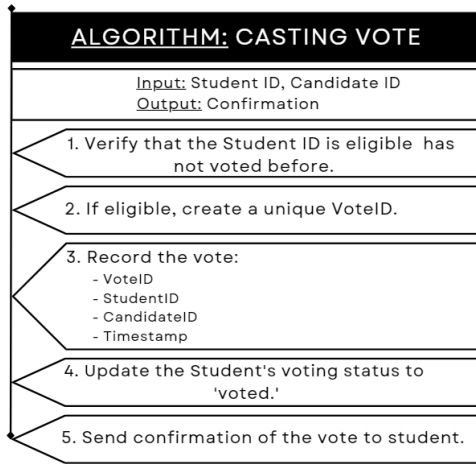 ALGORITHM: CASTING VOTE
Input: Student ID, Candidate ID
Output: Confirmation
1. Verify that the Student ID is eligible has
not voted before.
2. If eligible, create a unique VoteID.
3. Record the vote:
- VoteID
- StudentID
- CandidateID
- Timestamp
4. Update the Student's voting status to
'voted.'
5. Send confirmation of the vote to student.